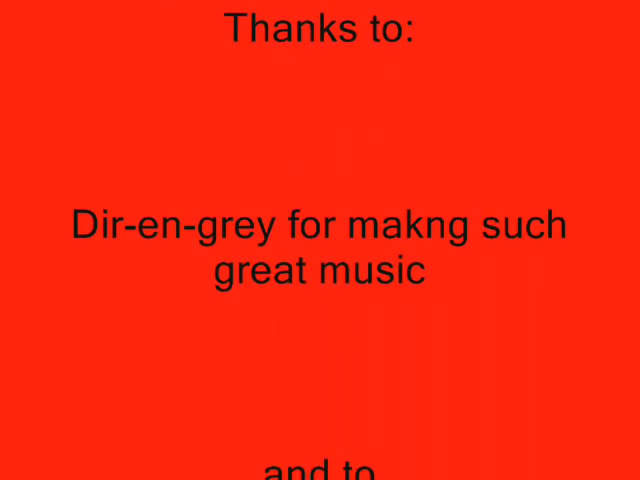 Thanks to:
Dir-en-grey for makng such
great music
and to